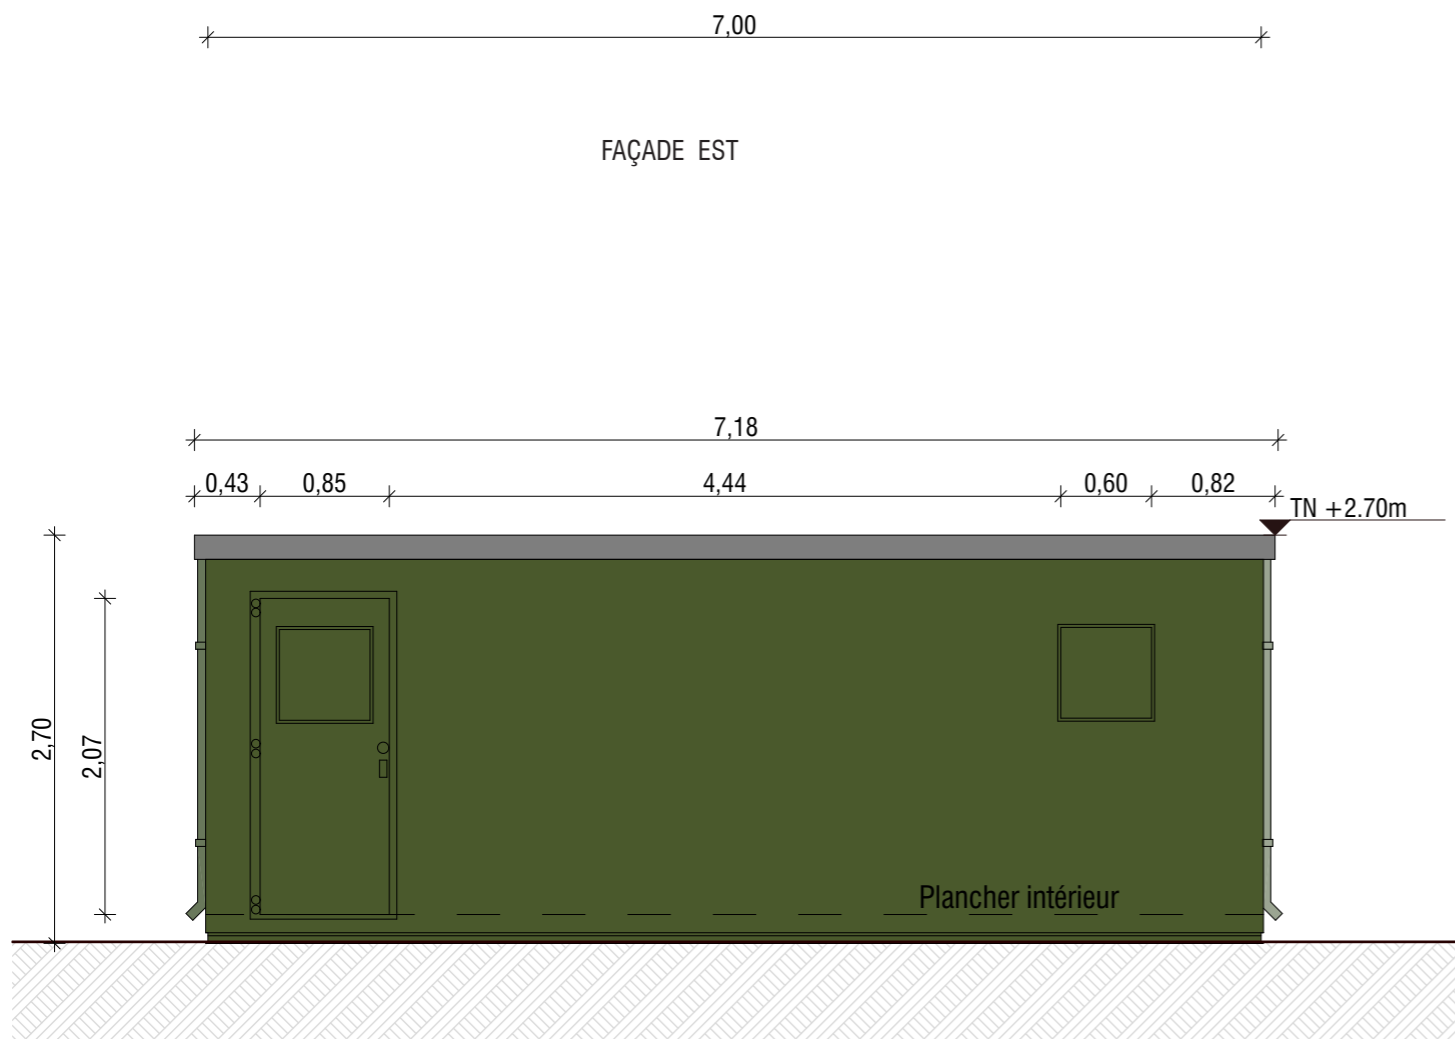 7,00
FAÇADE EST
7,18
0,43 0,85 4,44 0,60 0,82
TN +2.70m
2,70
2,07
Plancher intérieur